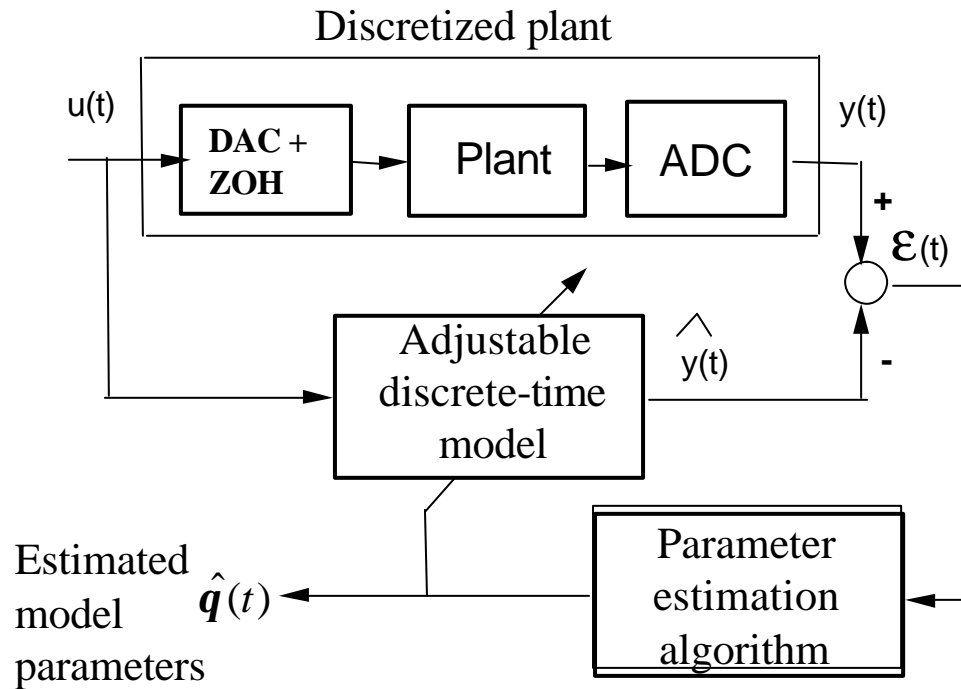 Discretized plant
u(t)
DAC +
ZOH
Plant
ADC
y(t)
+
ε(t)
Adjustable
discrete-time
model
ŷ(t)
-
Estimated
model
parameters
q̂(t)
Parameter
estimation
algorithm